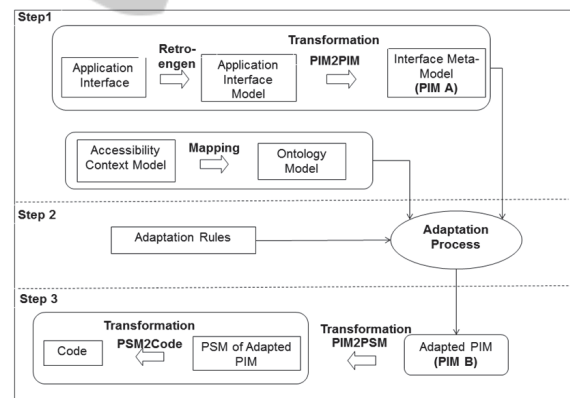 Step1
Retro-
engen
Transformation
PIM2PIM
Application
Interface
Application
Interface
Model
Interface Meta-
Model
(PIM A)
Accessibility
Context Model
Mapping
Ontology
Model
Step 2
Adaptation Rules
Adaptation
Process
Step 3
Transformation
PSM2Code
Code
PSM of Adapted
PIM
Transformation
PIM2PSM
Adapted PIM
(PIM B)